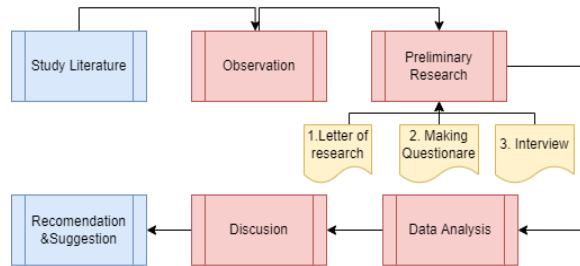 Study Literature
Observation
Preliminary
Research
1.Letter of
research
2. Making
Questionare
3. Interview
Recomendation
&Suggestion
Discusion
Data Analysis